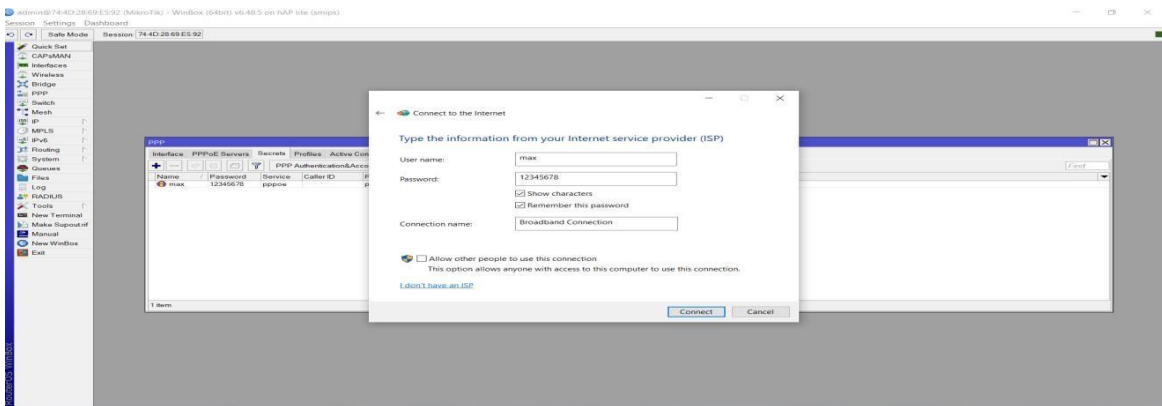 admin@74:4D:28:69:E5:92 (MikroTik) - WinBox (64bit) v6.48.5 on hAP lite (smips)
Session Settings Dashboard
Safe Mode Session: 74:4D:28:69:E5:92
Quick Set
CAPsMAN
Interfaces
Wireless
Bridge
PPP
Switch
Mesh
IP
MPLS
IPv6
Routing
System
Queues
Files
Log
RADIUS
Tools
New Terminal
Make Supout.rif
Manual
New WinBox
Exit
RouterOS WinBox
PPP
Interface PPPoE Servers Secrets Profiles Active Con
PPP Authentication&Acco
Find
Name Password Service Caller ID P
max 12345678 pppoe p
1 item
Connect to the Internet
Type the information from your Internet service provider (ISP)
User name: max
Password: 12345678
Show characters
Remember this password
Connection name: Broadband Connection
Allow other people to use this connection
This option allows anyone with access to this computer to use this connection.
I don't have an ISP
Connect Cancel